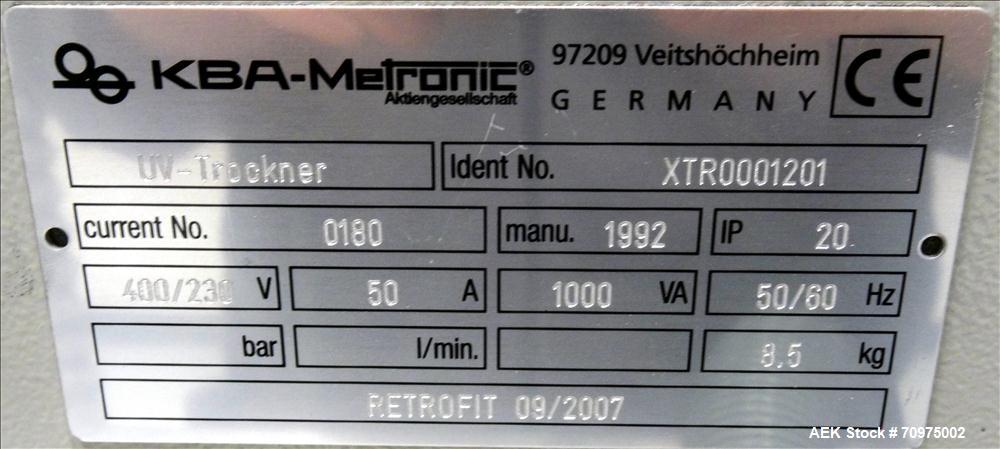 KBA-Metronic®
Aktiengesellschaft
97209 Veitshöchheim
GERMANY
CE
UV-Trockner
Ident No. XTR0001201
current No. 0180
manu. 1992
IP 20
400/230 V
50 A
1000 VA
50/60 Hz
bar
l/min.
8,5 kg
RETROFIT 09/2007
AEK Stock # 70975002